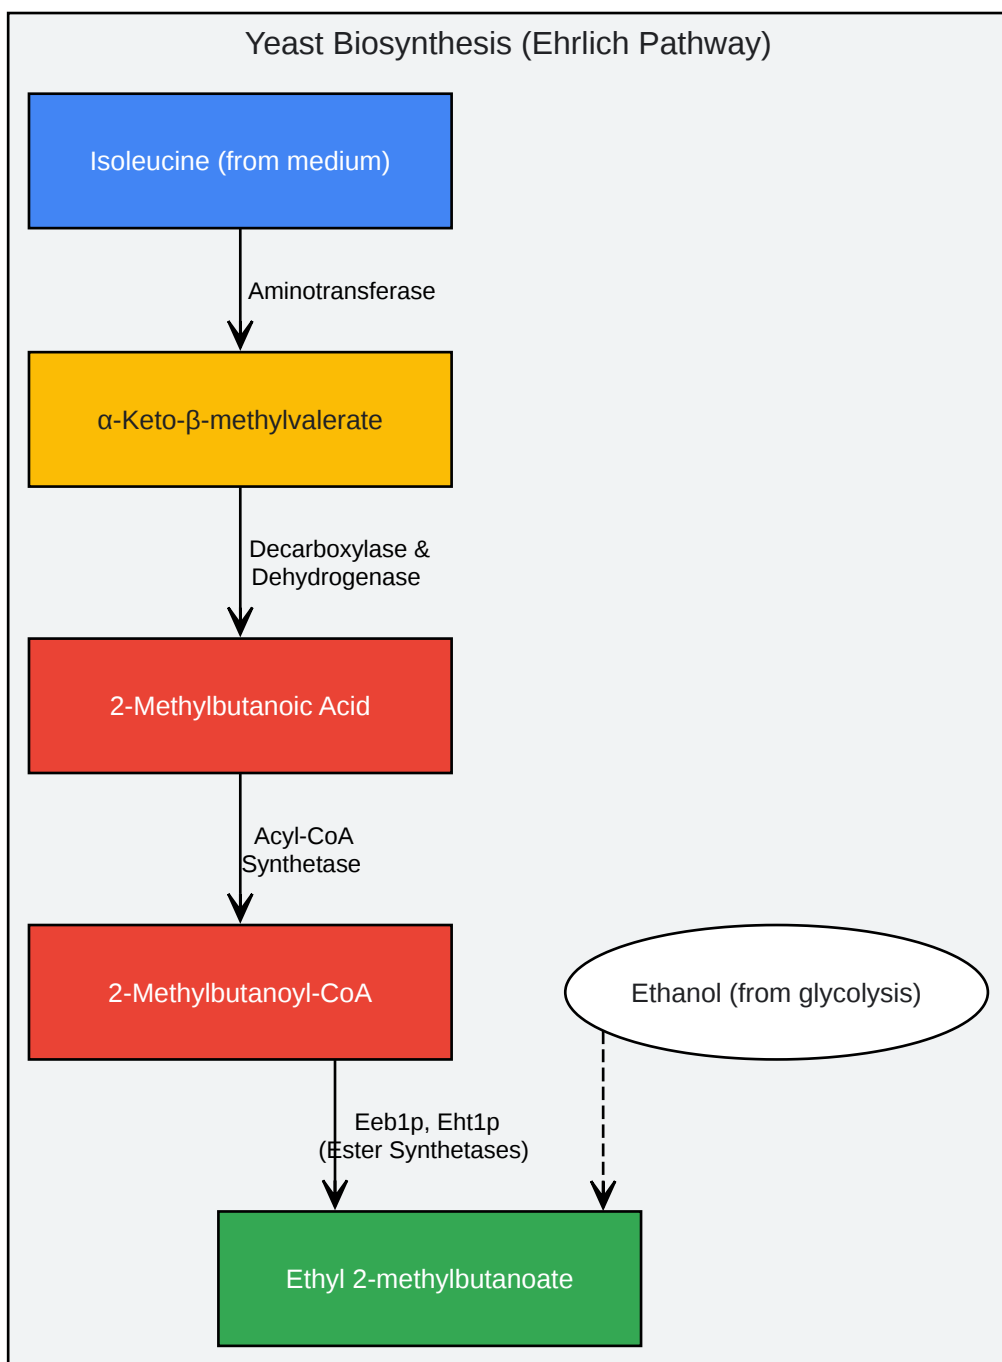 Yeast Biosynthesis (Ehrlich Pathway)
Isoleucine (from medium)
Aminotransferase
α-Keto-β-methylvalerate
Decarboxylase &
Dehydrogenase
2-Methylbutanoic Acid
Acyl-CoA
Synthetase
2-Methylbutanoyl-CoA
Ethanol (from glycolysis)
Eeb1p, Eht1p
(Ester Synthetases)
Ethyl 2-methylbutanoate